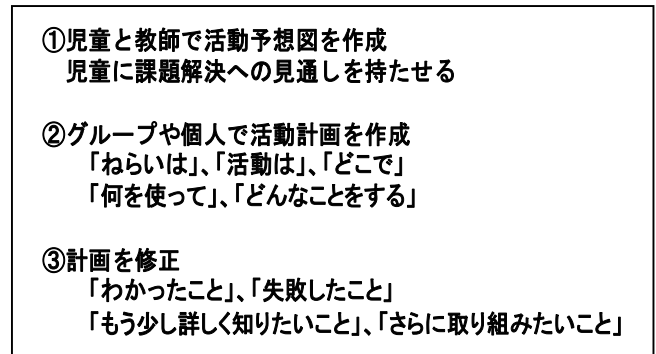 ①児童と教師で活動予想図を作成
児童に課題解決への見通しを持たせる
②グループや個人で活動計画を作成
「ねらいは」、「活動は」、「どこで」
「何を使って」、「どんなことをする」
③計画を修正
「わかったこと」、「失敗したこと」
「もう少し詳しく知りたいこと」、「さらに取り組みたいこと」